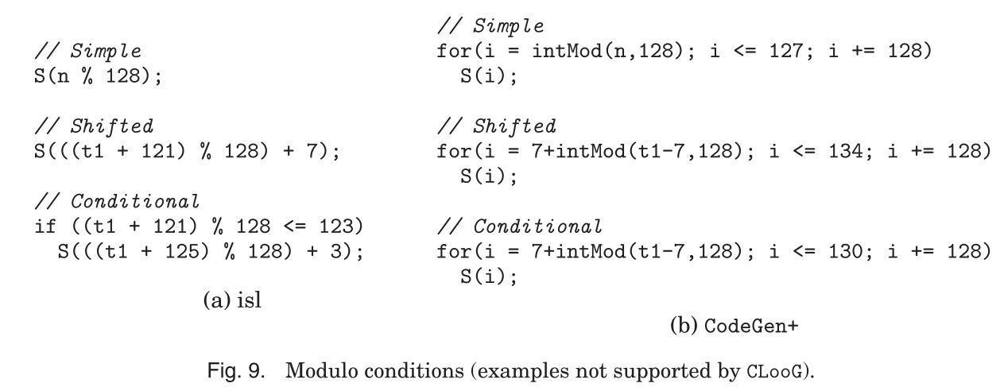 // Simple
S(n % 128);
// Shifted
S(((t1 + 121) % 128) + 7);
// Conditional
if ((t1 + 121) % 128 <= 123)
S(((t1 + 125) % 128) + 3);
(a) isl
// Simple
for(i = intMod(n,128); i <= 127; i += 128)
S(i);
// Shifted
for(i = 7+intMod(t1-7,128); i <= 134; i += 128)
S(i);
// Conditional
for(i = 7+intMod(t1-7,128); i <= 130; i += 128)
S(i);
(b) CodeGen+
Fig. 9. Modulo conditions (examples not supported by CLooG).